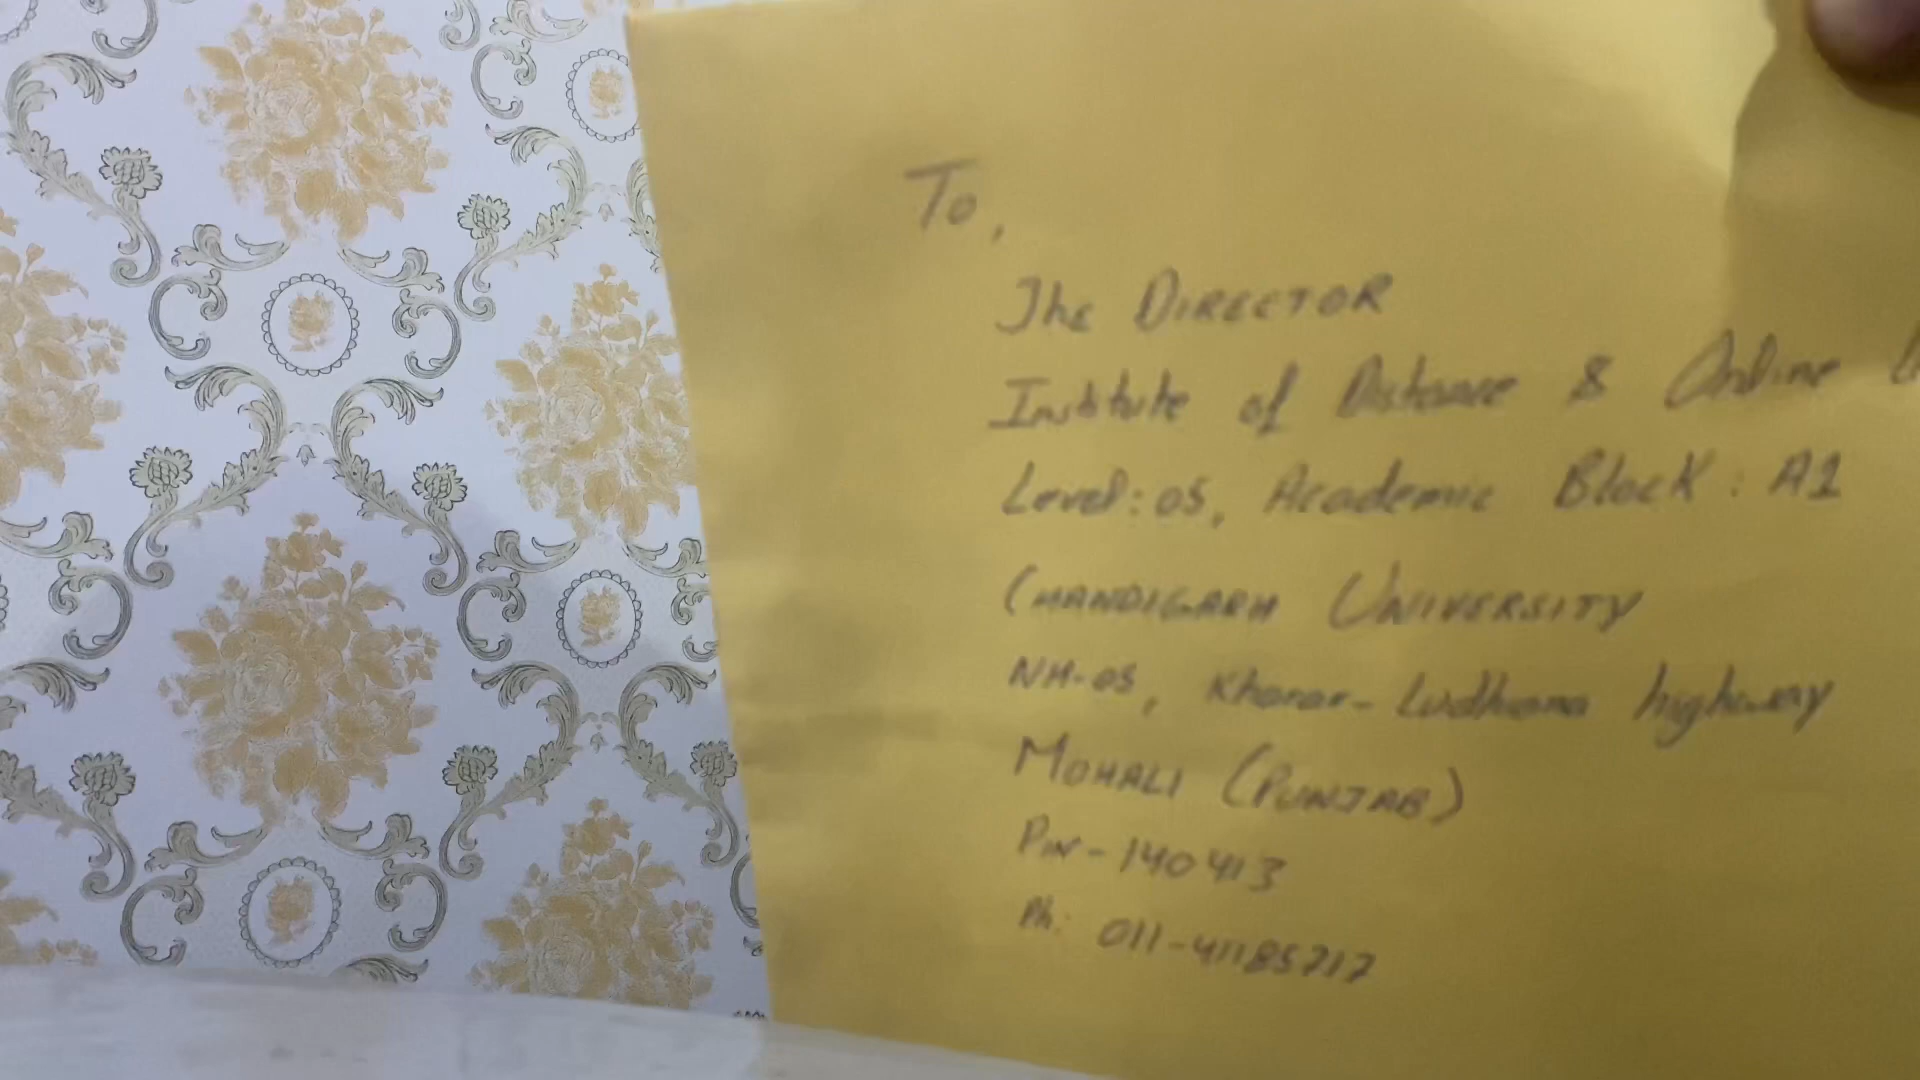 To,
The DIRECTOR
Institute of Distance & Online
Level: 05, Academic Block: A1
CHANDIGARH UNIVERSITY
NH-05, Kharar-Ludhiana highway
MOHALI (PUNJAB)
Pin-140413
Ph: 011-41185717